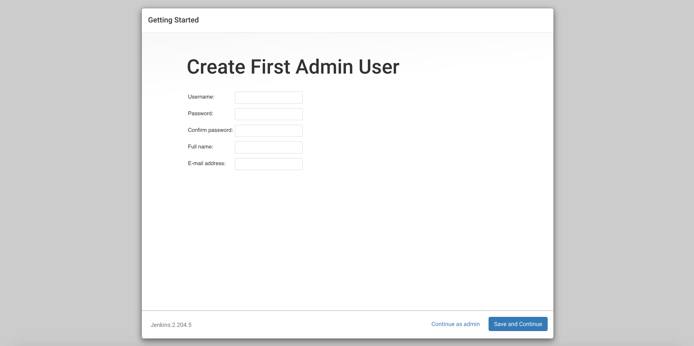 Getting Started
Create First Admin User
Username:
Password:
Confirm password:
Full name:
E-mail address:
Jenkins 2.204.5
Continue as admin
Save and Continue